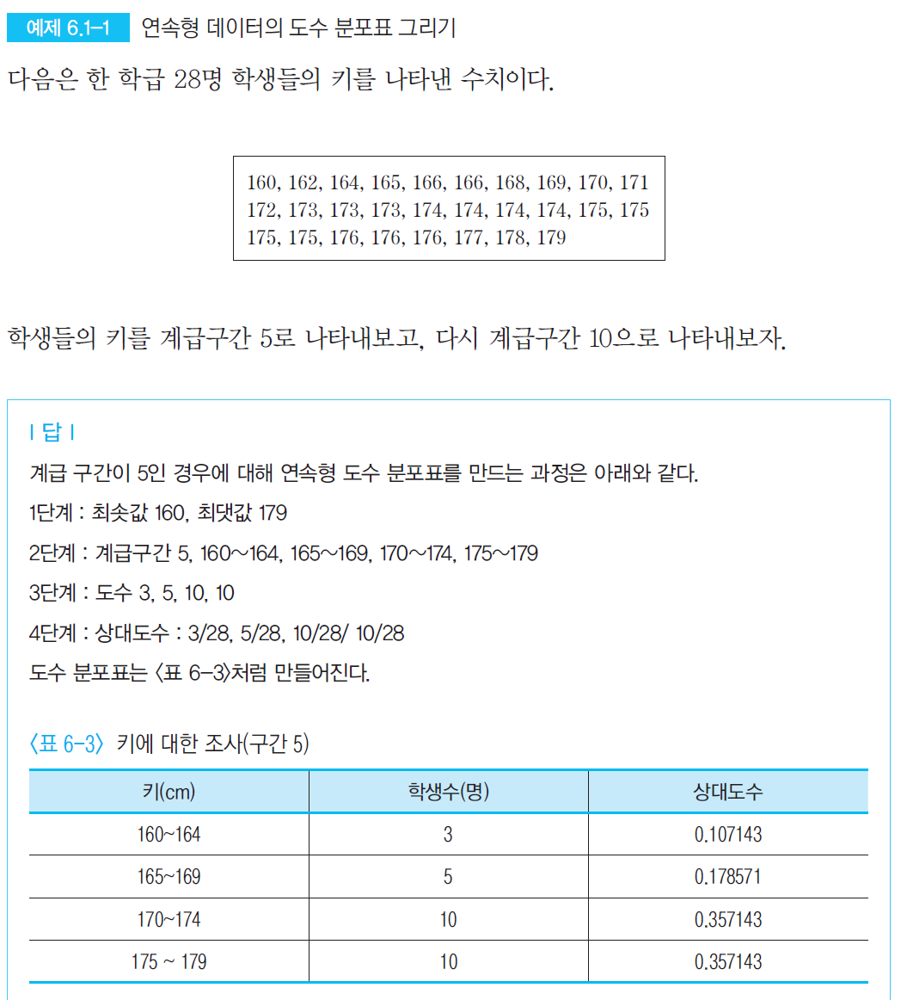 예제 6.1-1 연속형 데이터의 도수 분포표 그리기
다음은 한 학급 28명 학생들의 키를 나타낸 수치이다.
160, 162, 164, 165, 166, 166, 168, 169, 170, 171
172, 173, 173, 173, 174, 174, 174, 174, 175, 175
175, 175, 176, 176, 176, 177, 178, 179
학생들의 키를 계급구간 5로 나타내보고, 다시 계급구간 10으로 나타내보자.
| 답 |
계급 구간이 5인 경우에 대해 연속형 도수 분포표를 만드는 과정은 아래와 같다.
1단계 : 최솟값 160, 최댓값 179
2단계 : 계급구간 5, 160~164, 165~169, 170~174, 175~179
3단계 : 도수 3, 5, 10, 10
4단계 : 상대도수 : 3/28, 5/28, 10/28/ 10/28
도수 분포표는 〈표 6-3〉처럼 만들어진다.
〈표 6-3〉 키에 대한 조사(구간 5)
키(cm) 학생수(명) 상대도수
160~164 3 0.107143
165~169 5 0.178571
170~174 10 0.357143
175 ~ 179 10 0.357143